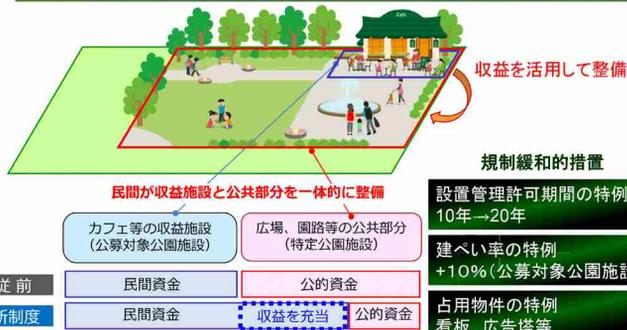 Cafe
収益を活用して整備
民間が収益施設と公共部分を一体的に整備
規制緩和的措置
カフェ等の収益施設
(公募対象公園施設)
広場、園路等の公共部分
(特定公園施設)
設置管理許可期間の特例
10年→20年
建ぺい率の特例
+10%(公募対象公園施設
占用物件の特例
看板、広告塔等
従前
民間資金
公的資金
新制度
民間資金
収益を充当
公的資金